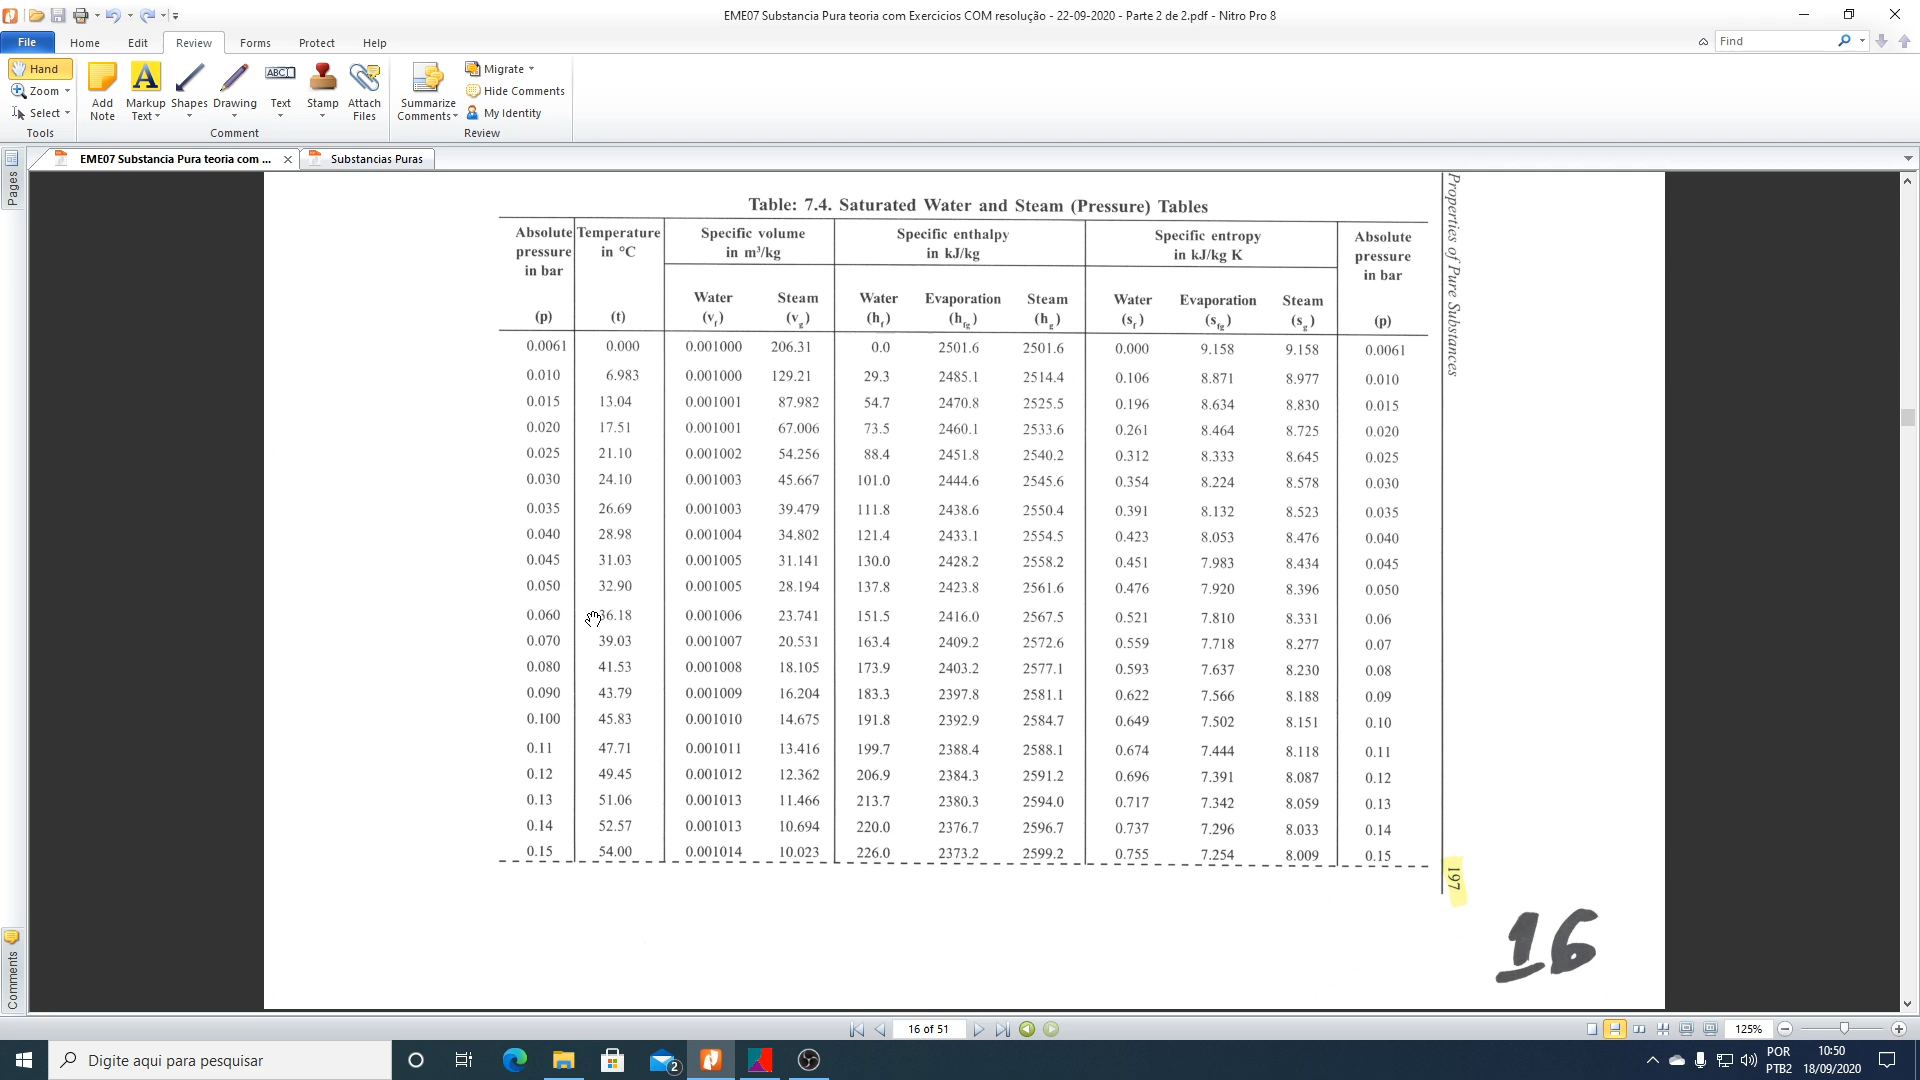 EME07 Substancia Pura teoria com Exercicios COM resolução - 22-09-2020 - Parte 2 de 2.pdf - Nitro Pro 8
File Home Edit Review Forms Protect Help
Find
Hand
Zoom
Select
Tools
Add Note
Markup Text
Shapes
Drawing
Text
Stamp
Attach Files
Comment
Summarize Comments
Migrate
Hide Comments
My Identity
Review
EME07 Substancia Pura teoria com ...
Substancias Puras
Pages
Comments
Table: 7.4. Saturated Water and Steam (Pressure) Tables
Absolute pressure in bar (p)
Temperature in °C (t)
Specific volume in m³/kg
Specific enthalpy in kJ/kg
Specific entropy in kJ/kg K
Absolute pressure in bar (p)
Water (vf) Steam (vg) Water (hf) Evaporation (hfg) Steam (hg) Water (sf) Evaporation (sfg) Steam (sg)
0.0061 0.000 0.001000 206.31 0.0 2501.6 2501.6 0.000 9.158 9.158 0.0061
0.010 6.983 0.001000 129.21 29.3 2485.1 2514.4 0.106 8.871 8.977 0.010
0.015 13.04 0.001001 87.982 54.7 2470.8 2525.5 0.196 8.634 8.830 0.015
0.020 17.51 0.001001 67.006 73.5 2460.1 2533.6 0.261 8.464 8.725 0.020
0.025 21.10 0.001002 54.256 88.4 2451.8 2540.2 0.312 8.333 8.645 0.025
0.030 24.10 0.001003 45.667 101.0 2444.6 2545.6 0.354 8.224 8.578 0.030
0.035 26.69 0.001003 39.479 111.8 2438.6 2550.4 0.391 8.132 8.523 0.035
0.040 28.98 0.001004 34.802 121.4 2433.1 2554.5 0.423 8.053 8.476 0.040
0.045 31.03 0.001005 31.141 130.0 2428.2 2558.2 0.451 7.983 8.434 0.045
0.050 32.90 0.001005 28.194 137.8 2423.8 2561.6 0.476 7.920 8.396 0.050
0.060 36.18 0.001006 23.741 151.5 2416.0 2567.5 0.521 7.810 8.331 0.06
0.070 39.03 0.001007 20.531 163.4 2409.2 2572.6 0.559 7.718 8.277 0.07
0.080 41.53 0.001008 18.105 173.9 2403.2 2577.1 0.593 7.637 8.230 0.08
0.090 43.79 0.001009 16.204 183.3 2397.8 2581.1 0.622 7.566 8.188 0.09
0.100 45.83 0.001010 14.675 191.8 2392.9 2584.7 0.649 7.502 8.151 0.10
0.11 47.71 0.001011 13.416 199.7 2388.4 2588.1 0.674 7.444 8.118 0.11
0.12 49.45 0.001012 12.362 206.9 2384.3 2591.2 0.696 7.391 8.087 0.12
0.13 51.06 0.001013 11.466 213.7 2380.3 2594.0 0.717 7.342 8.059 0.13
0.14 52.57 0.001013 10.694 220.0 2376.7 2596.7 0.737 7.296 8.033 0.14
0.15 54.00 0.001014 10.023 226.0 2373.2 2599.2 0.755 7.254 8.009 0.15
Properties of Pure Substances
197
16
16 of 51
125%
Digite aqui para pesquisar
2
POR
PTB2
10:50
18/09/2020